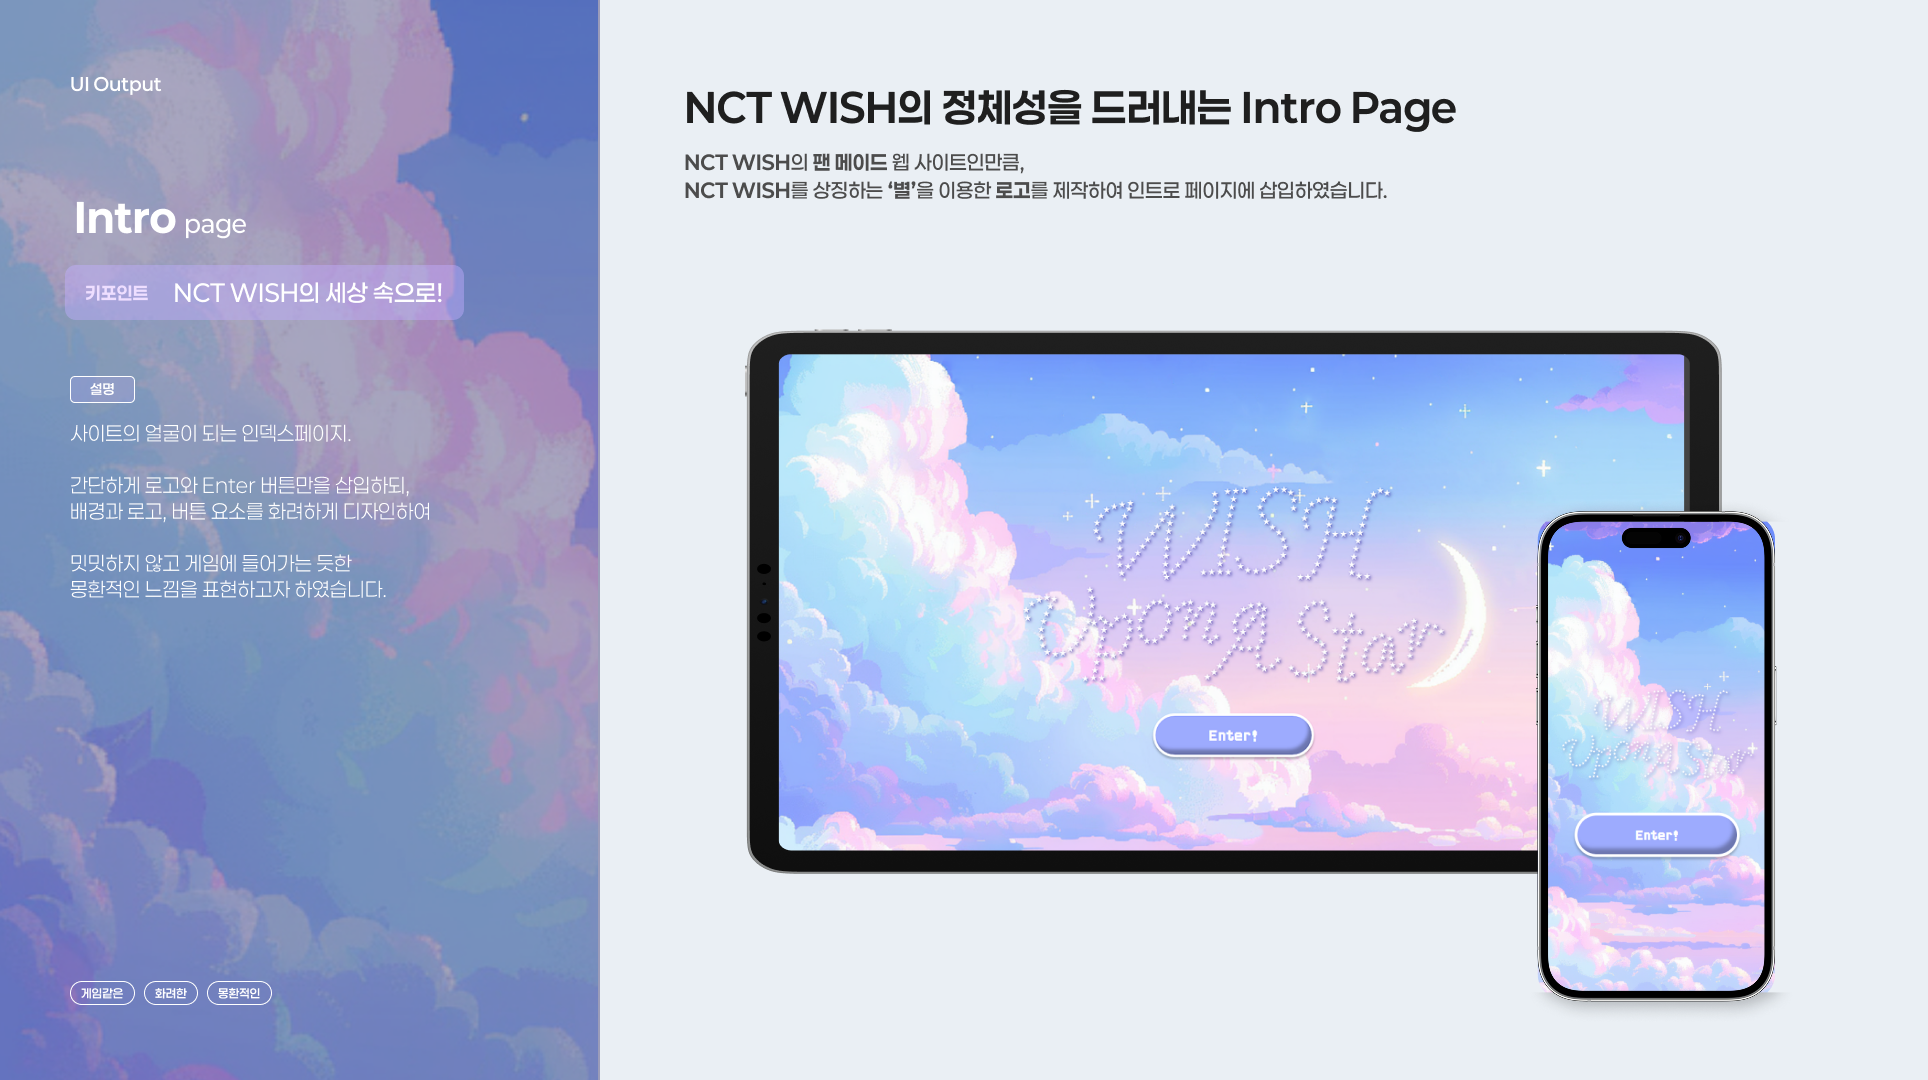 UI Output
Intro page
키포인트 NCT WISH의 세상 속으로!
설명
사이트의 얼굴이 되는 인덱스페이지.
간단하게 로고와 Enter 버튼만을 삽입하되,
배경과 로고, 버튼 요소를 화려하게 디자인하여
밋밋하지 않고 게임에 들어가는 듯한
몽환적인 느낌을 표현하고자 하였습니다.
게임같은 화려한 몽환적인
NCT WISH의 정체성을 드러내는 Intro Page
NCT WISH의 팬 메이드 웹 사이트인만큼,
NCT WISH를 상징하는 ‘별’을 이용한 로고를 제작하여 인트로 페이지에 삽입하였습니다.
WISH
Upon A Star
Enter!
WISH
Upon A Star
Enter!